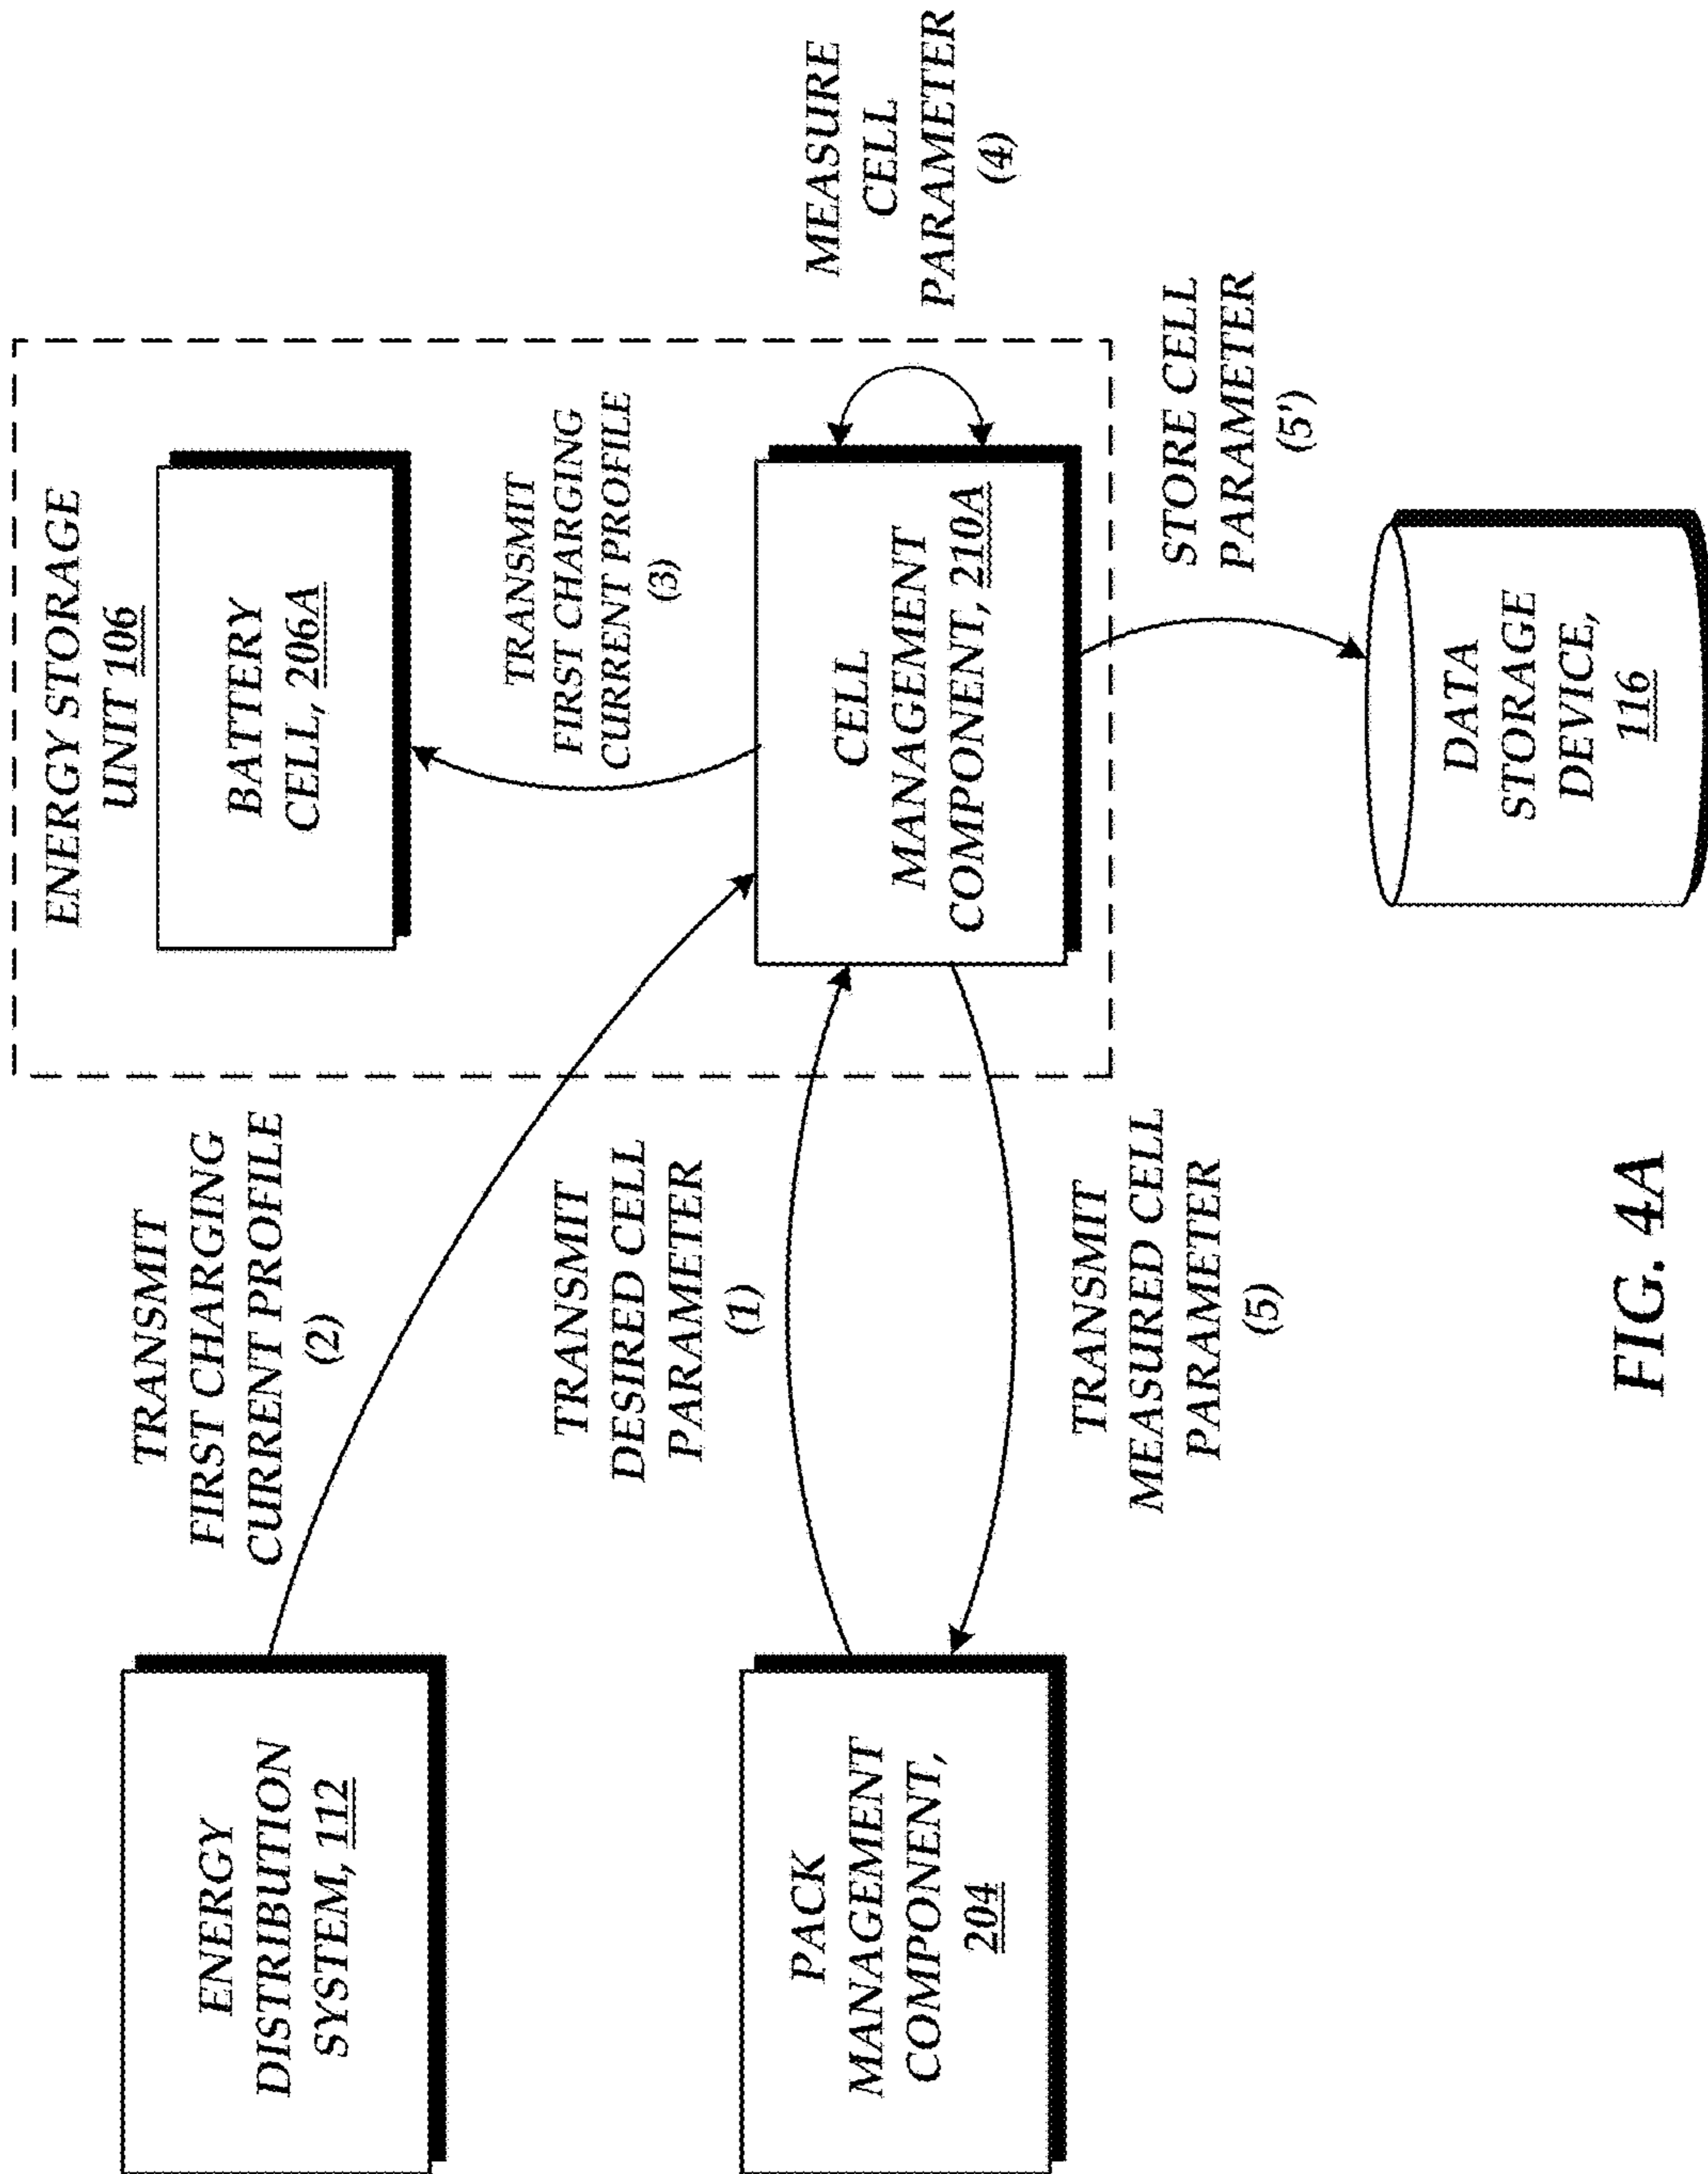 ENERGY
DISTRIBUTION
SYSTEM, 112
TRANSMIT
FIRST CHARGING
CURRENT PROFILE
(2)
ENERGY STORAGE
UNIT 106
BATTERY
CELL, 206A
TRANSMIT
FIRST CHARGING
CURRENT PROFILE
(3)
PACK
MANAGEMENT
COMPONENT,
204
TRANSMIT
DESIRED CELL
PARAMETER
(1)
TRANSMIT
MEASURED CELL
PARAMETER
(5)
CELL
MANAGEMENT
COMPONENT, 210A
MEASURE
CELL
PARAMETER
(4)
STORE CELL
PARAMETER
(5')
DATA
STORAGE
DEVICE,
116
FIG. 4A